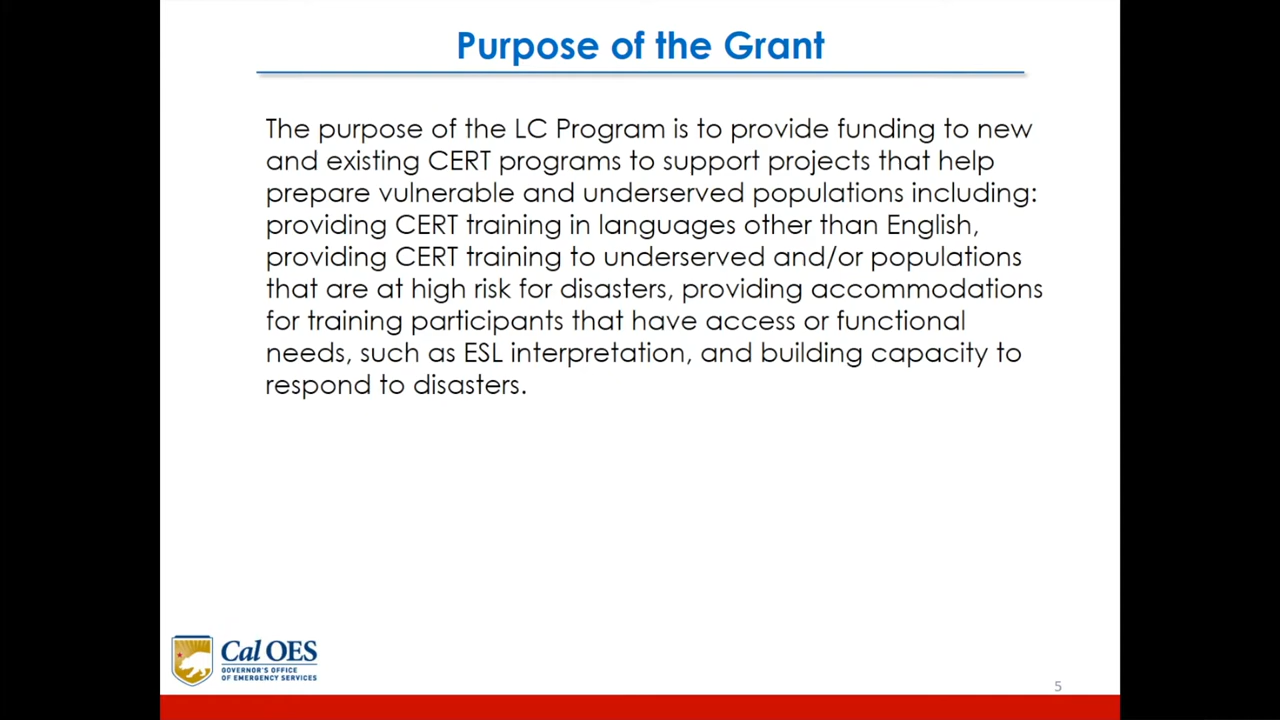 Purpose of the Grant
The purpose of the LC Program is to provide funding to new
and existing CERT programs to support projects that help
prepare vulnerable and underserved populations including:
providing CERT training in languages other than English,
providing CERT training to underserved and/or populations
that are at high risk for disasters, providing accommodations
for training participants that have access or functional
needs, such as ESL interpretation, and building capacity to
respond to disasters.
Cal OES
GOVERNOR'S OFFICE
OF EMERGENCY SERVICES
5